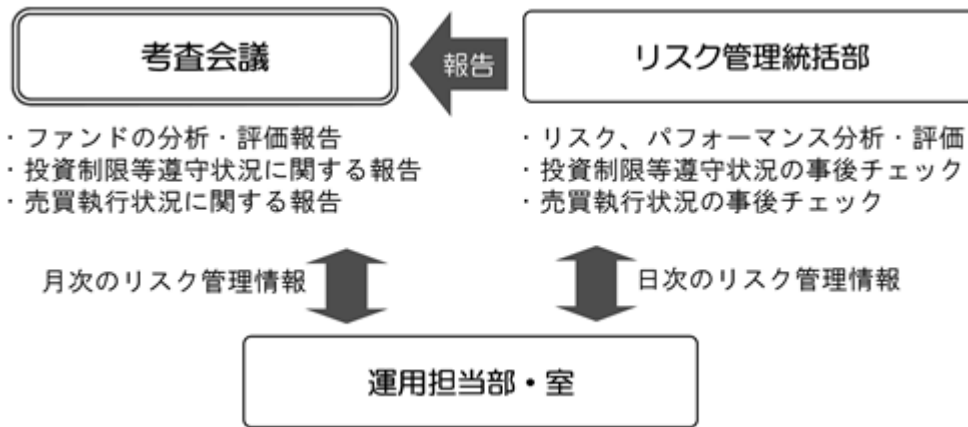 考査会議
報告
リスク管理統括部
・ファンドの分析・評価報告
・投資制限等遵守状況に関する報告
・売買執行状況に関する報告
・リスク、パフォーマンス分析・評価
・投資制限等遵守状況の事後チェック
・売買執行状況の事後チェック
月次のリスク管理情報
日次のリスク管理情報
運用担当部・室